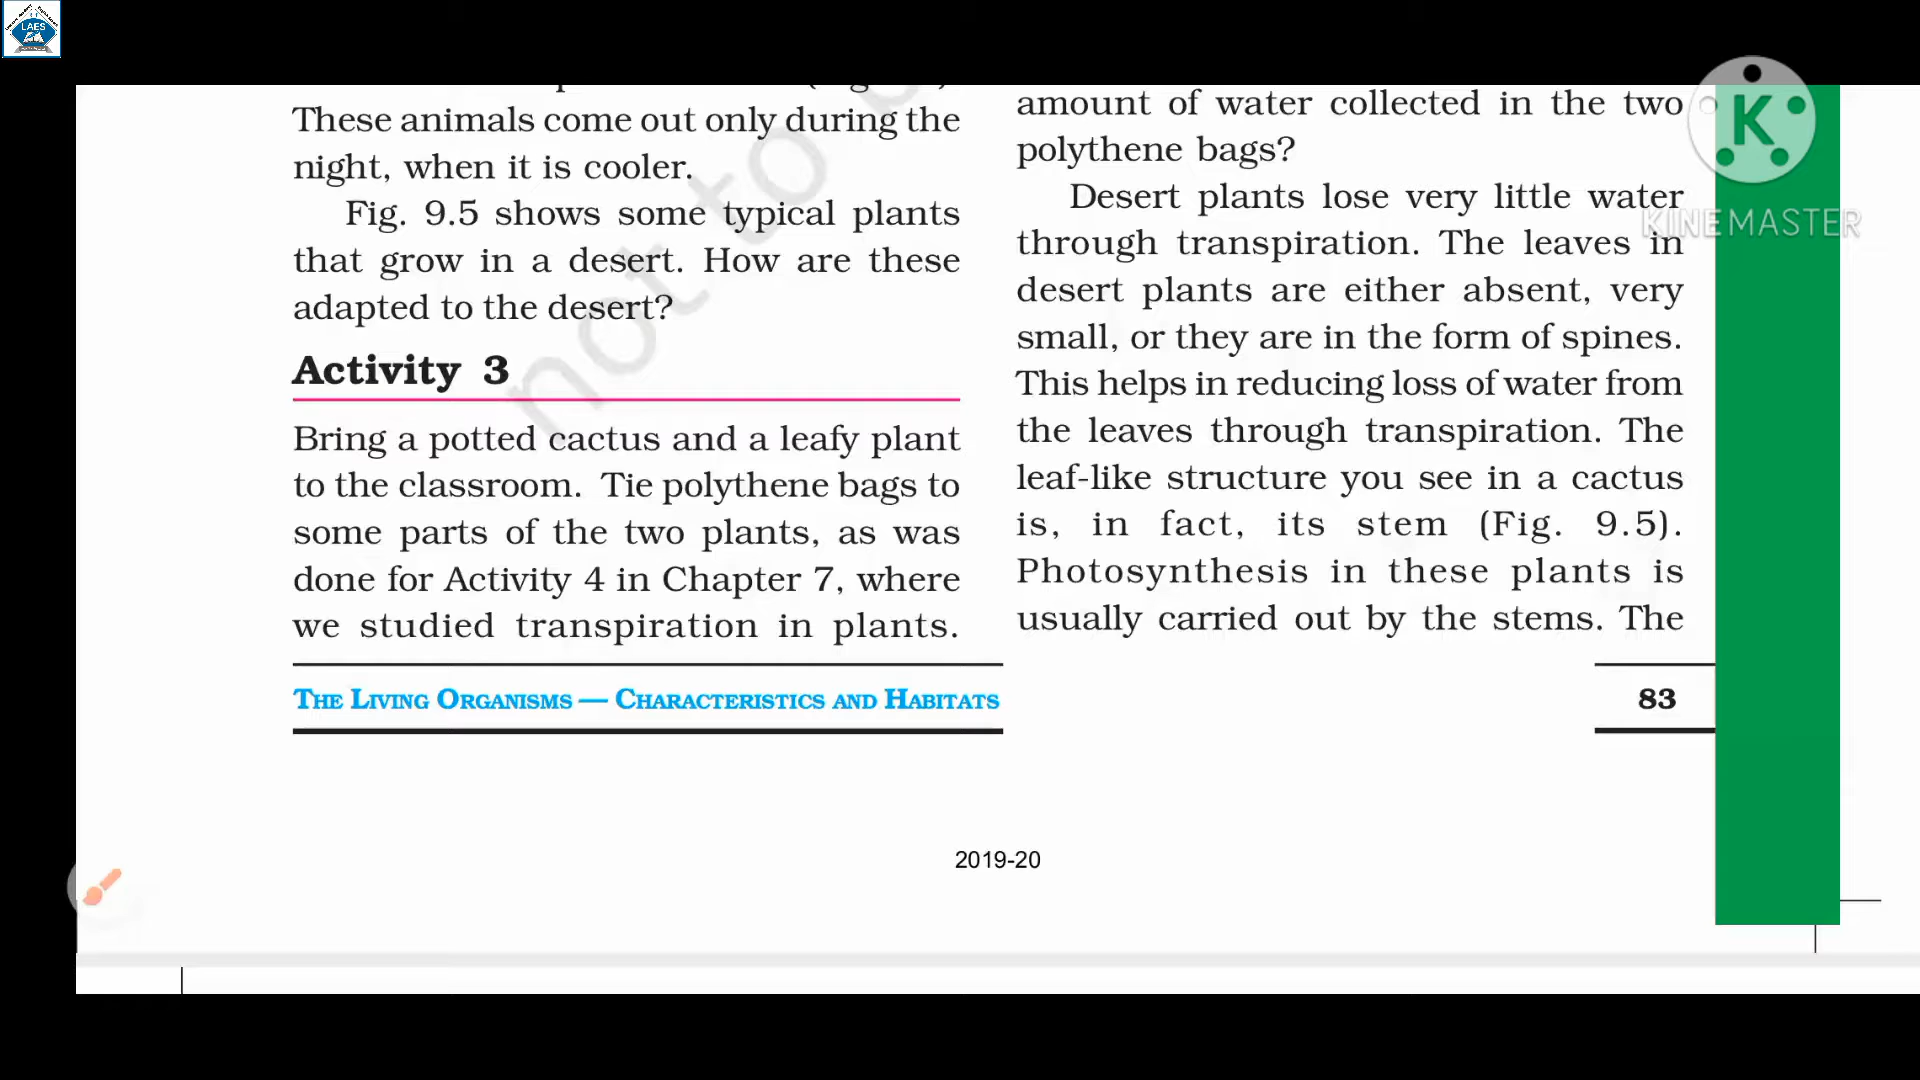 LAES
These animals come out only during the
night, when it is cooler.
Fig. 9.5 shows some typical plants
that grow in a desert. How are these
adapted to the desert?
Activity 3
Bring a potted cactus and a leafy plant
to the classroom. Tie polythene bags to
some parts of the two plants, as was
done for Activity 4 in Chapter 7, where
we studied transpiration in plants.
amount of water collected in the two
polythene bags?
Desert plants lose very little water
through transpiration. The leaves in
desert plants are either absent, very
small, or they are in the form of spines.
This helps in reducing loss of water from
the leaves through transpiration. The
leaf-like structure you see in a cactus
is, in fact, its stem (Fig. 9.5).
Photosynthesis in these plants is
usually carried out by the stems. The
not to
K
KINEMASTER
THE LIVING ORGANISMS — CHARACTERISTICS AND HABITATS
83
2019-20